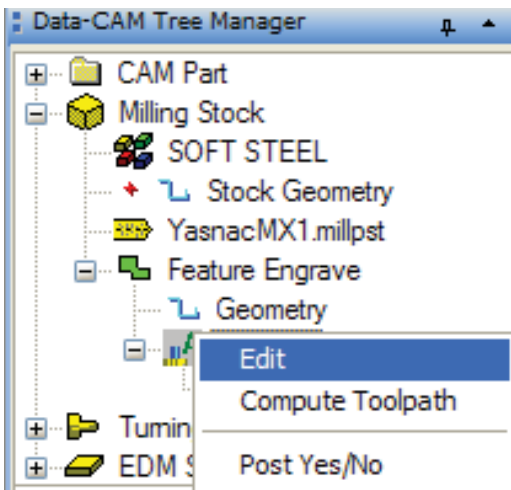 Data-CAM Tree Manager
CAM Part
Milling Stock
SOFT STEEL
Stock Geometry
YasnacMX1.millpst
Feature Engrave
Geometry
Edit
Compute Toolpath
Post Yes/No
EDM